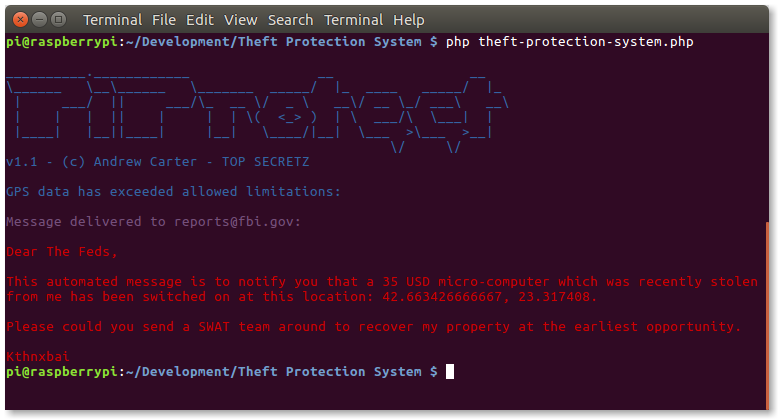 Terminal File Edit View Search Terminal Help
pi@raspberrypi:~/Development/Theft Protection System $ php theft-protection-system.php
PiProtect
v1.1 - (c) Andrew Carter - TOP SECRETZ
GPS data has exceeded allowed limitations:
Message delivered to reports@fbi.gov:
Dear The Feds,
This automated message is to notify you that a 35 USD micro-computer which was recently stolen
from me has been switched on at this location: 42.663426666667, 23.317408.
Please could you send a SWAT team around to recover my property at the earliest opportunity.
Kthnxbai
pi@raspberrypi:~/Development/Theft Protection System $